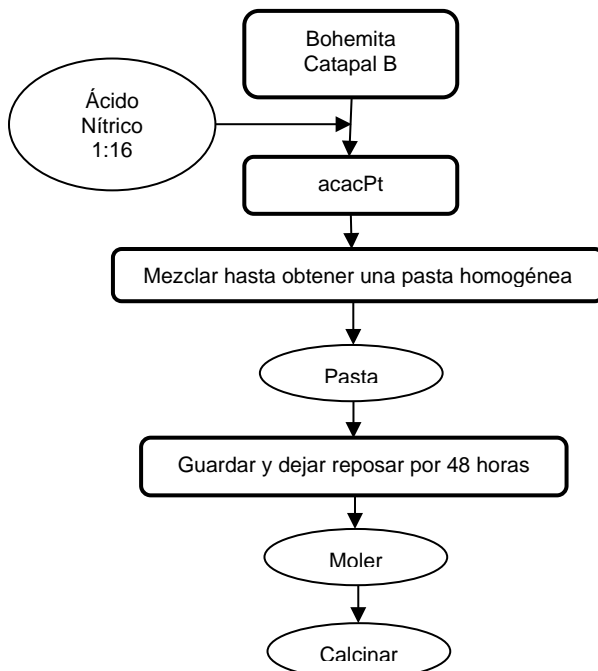 Bohemita
Catapal B
Ácido
Nítrico
1:16
acacPt
Mezclar hasta obtener una pasta homogénea
Pasta
Guardar y dejar reposar por 48 horas
Moler
Calcinar